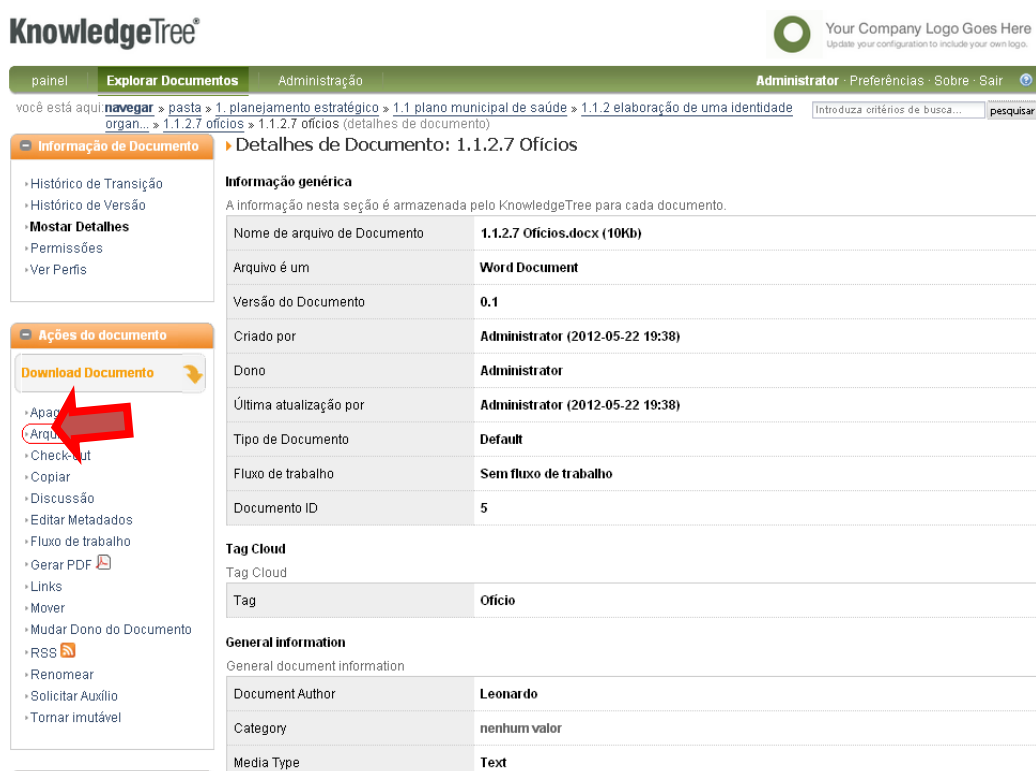 KnowledgeTree®
Your Company Logo Goes Here
Update your configuration to include your own logo.
painel Explorar Documentos Administração Administrator · Preferências · Sobre · Sair
você está aqui: navegar » pasta » 1. planejamento estratégico » 1.1 plano municipal de saúde » 1.1.2 elaboração de uma identidade
organ... » 1.1.2.7 ofícios » 1.1.2.7 ofícios (detalhes de documento)
Introduza critérios de busca... pesquisar
Informação de Documento
Histórico de Transição
Histórico de Versão
Mostar Detalhes
Permissões
Ver Perfis
Ações do documento
Download Documento
Check-out
Copiar
Discussão
Editar Metadados
Fluxo de trabalho
Gerar PDF
Links
Mover
Mudar Dono do Documento
RSS
Renomear
Solicitar Auxílio
Tornar imutável
Detalhes de Documento: 1.1.2.7 Ofícios
Informação genérica
A informação nesta seção é armazenada pelo KnowledgeTree para cada documento.
Nome de arquivo de Documento 1.1.2.7 Ofícios.docx (10Kb)
Arquivo é um Word Document
Versão do Documento 0.1
Criado por Administrator (2012-05-22 19:38)
Dono Administrator
Última atualização por Administrator (2012-05-22 19:38)
Tipo de Documento Default
Fluxo de trabalho Sem fluxo de trabalho
Documento ID 5
Tag Cloud
Tag Cloud
Tag Ofício
General information
General document information
Document Author Leonardo
Category nenhum valor
Media Type Text